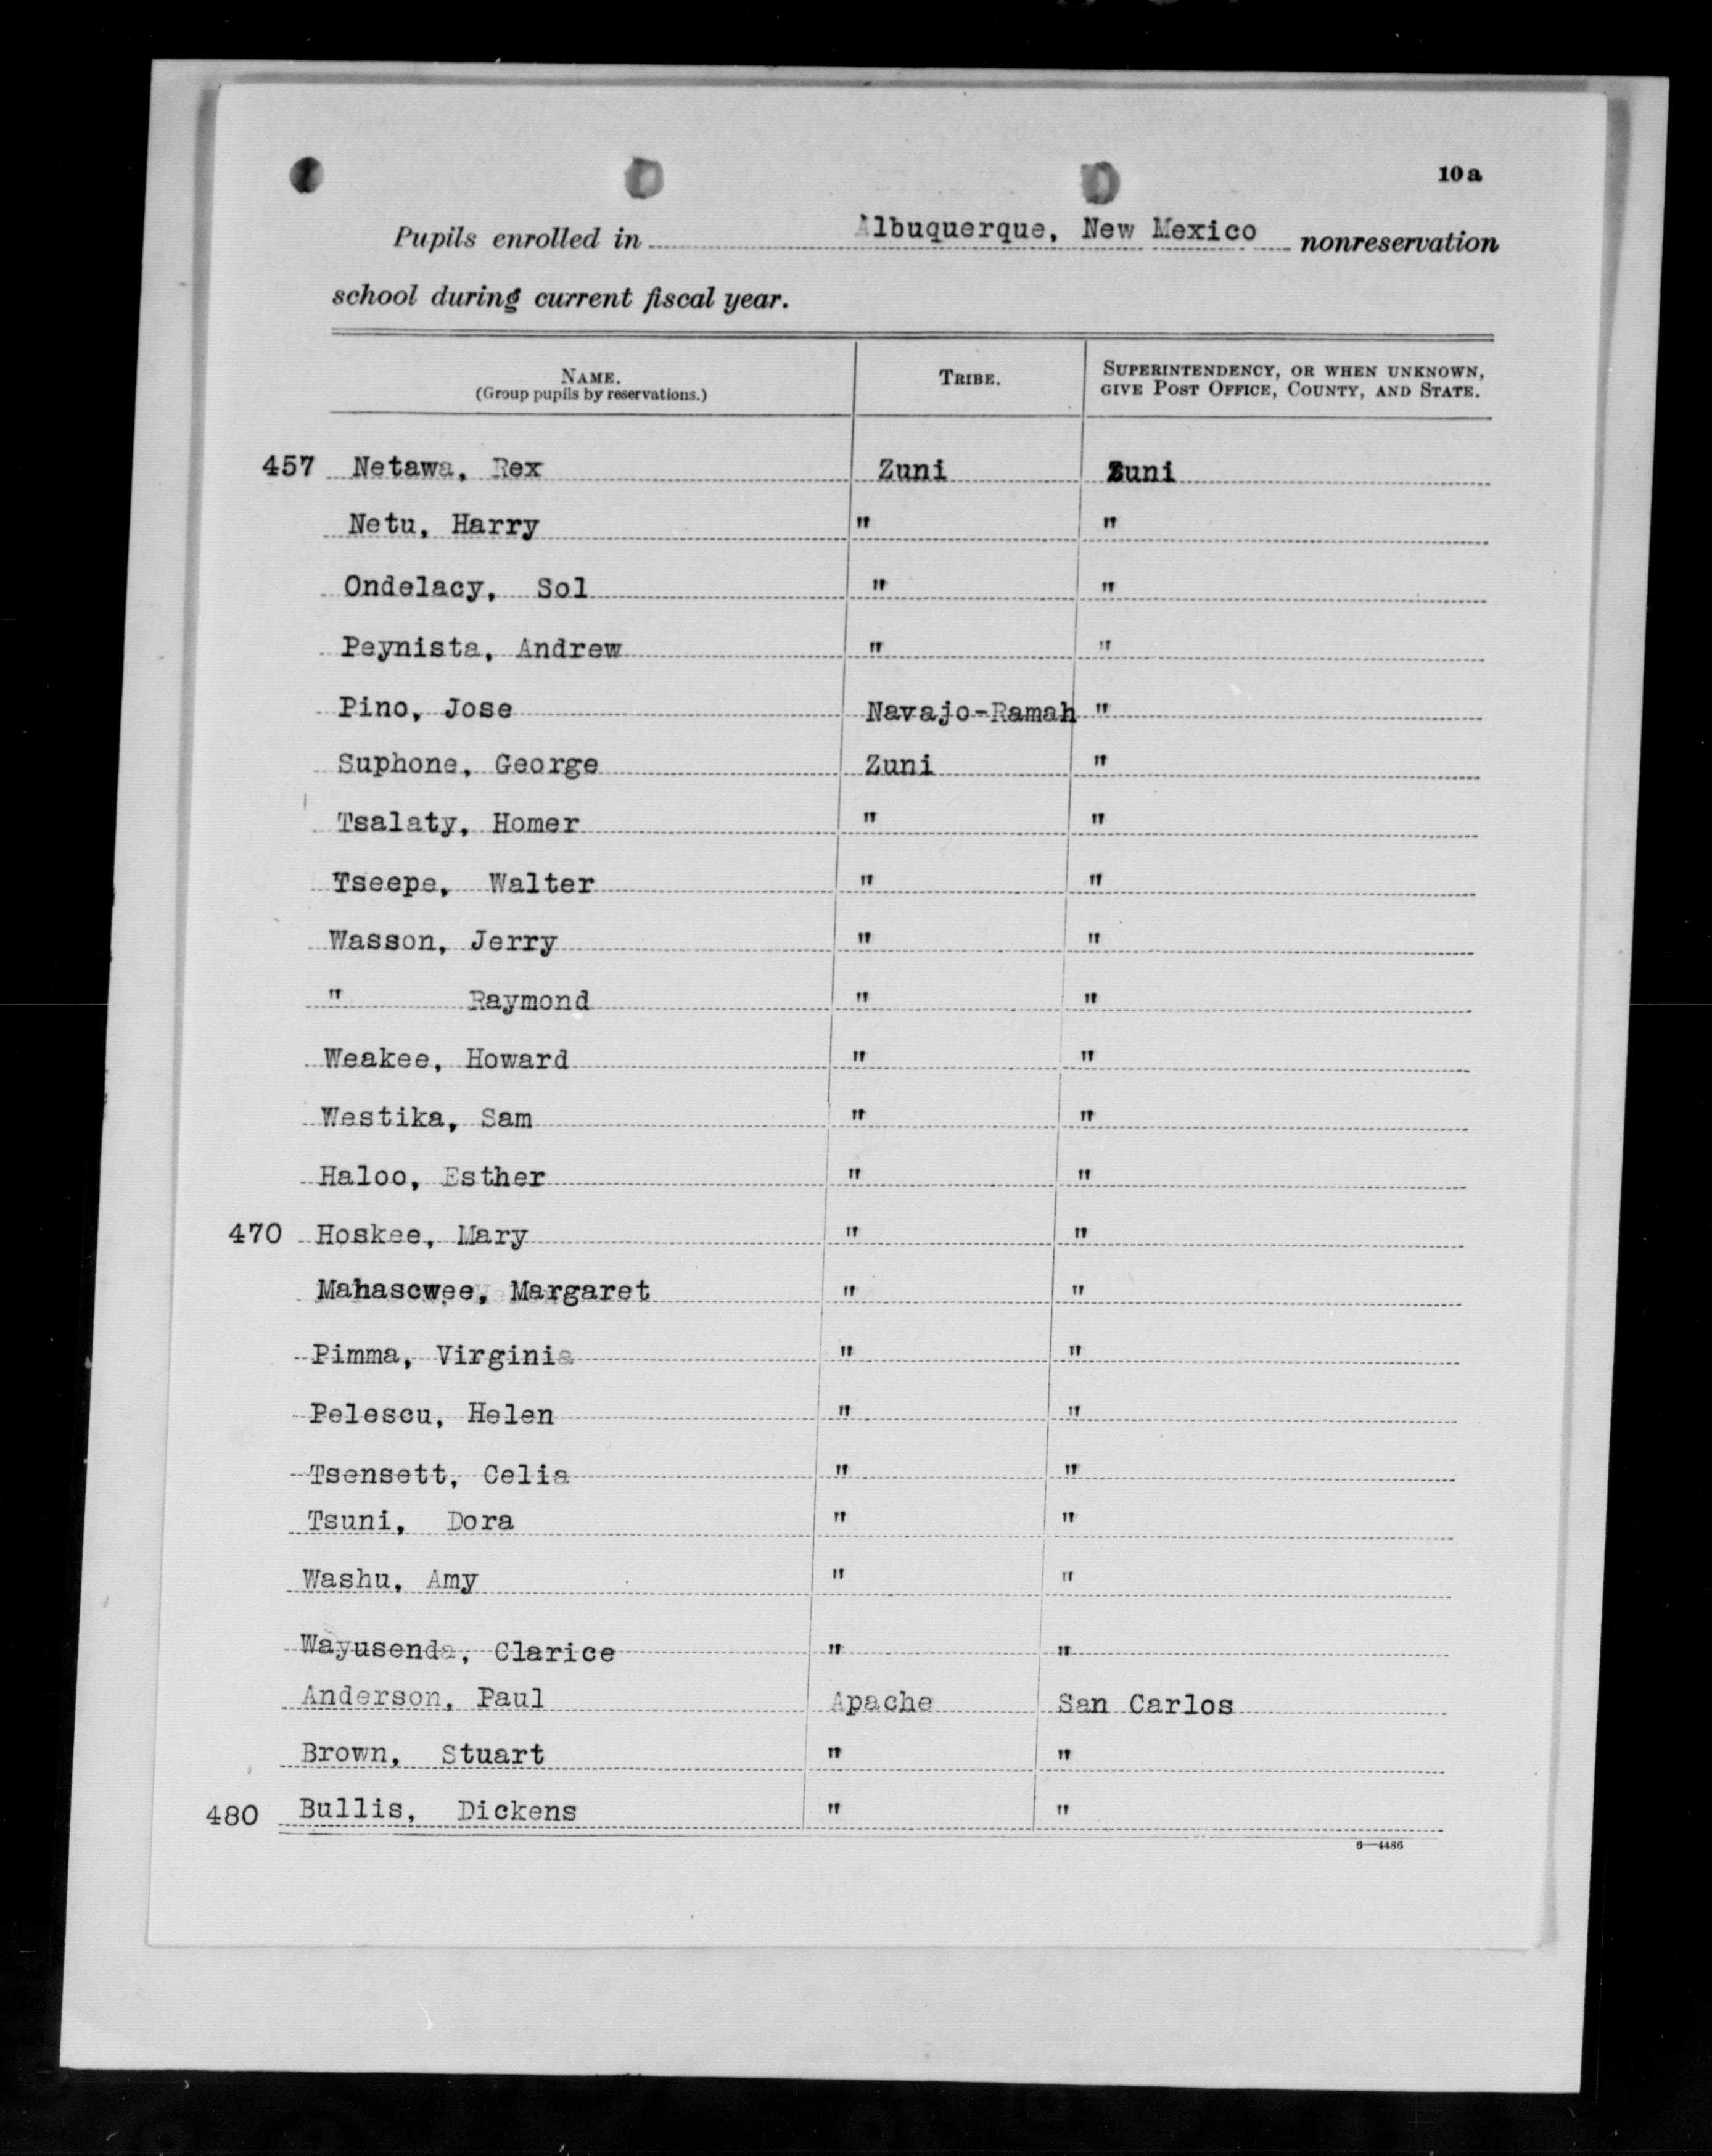 10a
Pupils enrolled in Albuquerque, New Mexico nonreservation
school during current fiscal year.
NAME. TRIBE. SUPERINTENDENCY, OR WHEN UNKNOWN,
(Group pupils by reservations.) GIVE POST OFFICE, COUNTY, AND STATE.
457 Netawa, Rex Zuni Zuni
Netu, Harry " "
Ondelacy, Sol " "
Peynista, Andrew " "
Pino, Jose Navajo-Ramah "
Suphone, George Zuni "
Tsalaty, Homer " "
Tseepe, Walter " "
Wasson, Jerry " "
" Raymond " "
Weakee, Howard " "
Westika, Sam " "
Haloo, Esther " "
470 Hoskee, Mary " "
Mahascwee, Margaret " "
Pimma, Virginia " "
Pelescu, Helen " "
Tsensett, Celia " "
Tsuni, Dora " "
Washu, Amy " "
Wayusenda, Clarice " "
Anderson, Paul Apache San Carlos
Brown, Stuart " "
480 Bullis, Dickens " "
6—4486